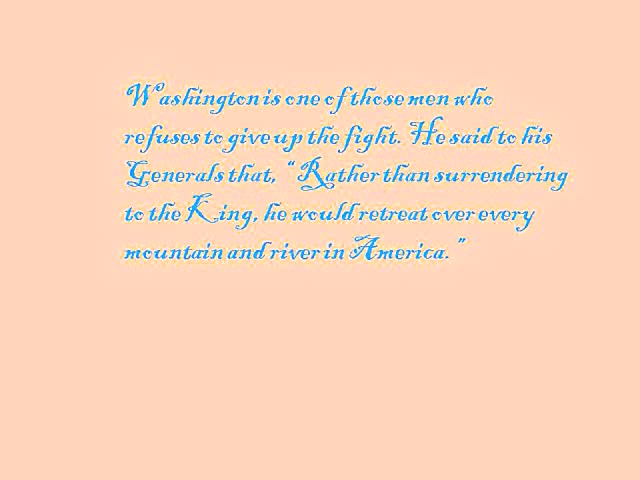 Washington is one of those men who
refuses to give up the fight. He said to his
Generals that, “Rather than surrendering
to the King, he would retreat over every
mountain and river in America.”